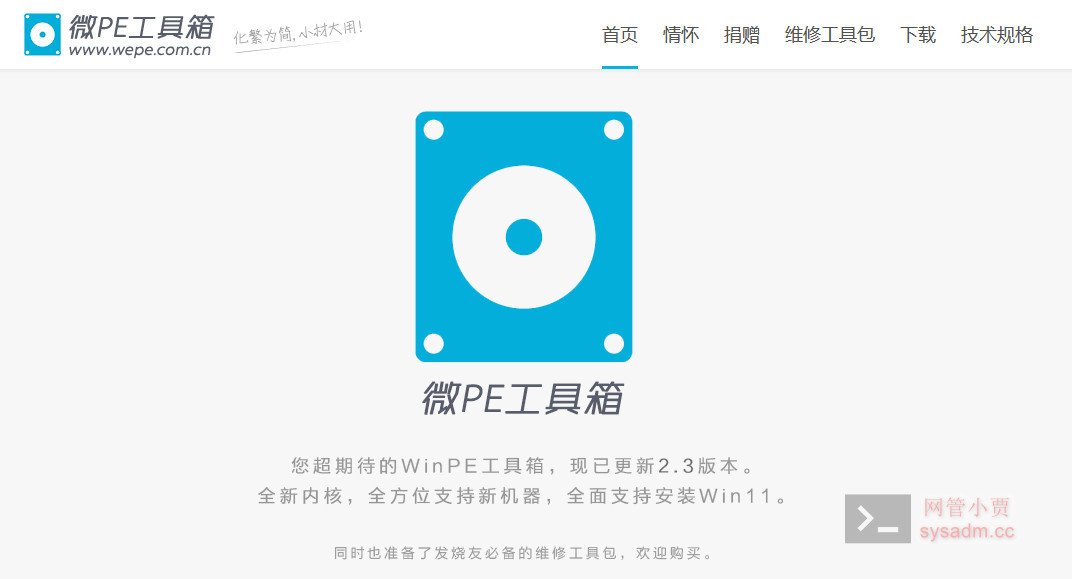 微PE工具箱
www.wepe.com.cn
化繁为简,小材大用!
首页 情怀 捐赠 维修工具包 下载 技术规格
微PE工具箱
您超期待的WinPE工具箱，现已更新2.3版本。
全新内核，全方位支持新机器，全面支持安装Win11。
同时也准备了发烧友必备的维修工具包，欢迎购买。
网管小贾
sysadm.cc